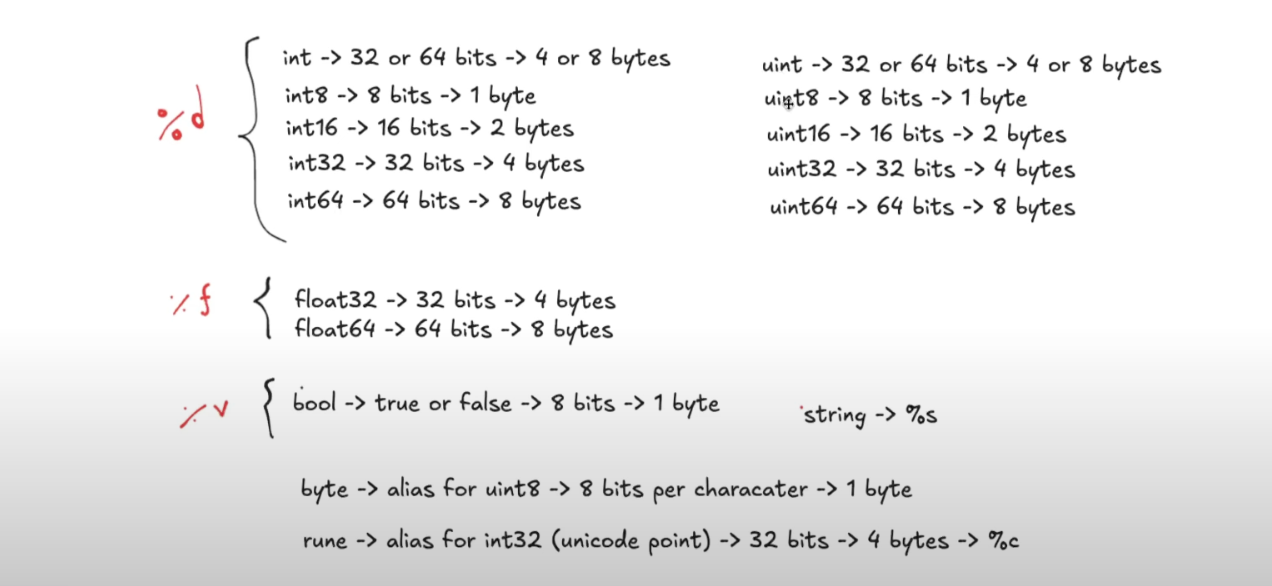 int -> 32 or 64 bits -> 4 or 8 bytes
int8 -> 8 bits -> 1 byte
%d
int16 -> 16 bits -> 2 bytes
int32 -> 32 bits -> 4 bytes
int64 -> 64 bits -> 8 bytes
uint -> 32 or 64 bits -> 4 or 8 bytes
uint8 -> 8 bits -> 1 byte
uint16 -> 16 bits -> 2 bytes
uint32 -> 32 bits -> 4 bytes
uint64 -> 64 bits -> 8 bytes
%f
float32 -> 32 bits -> 4 bytes
float64 -> 64 bits -> 8 bytes
%v
bool -> true or false -> 8 bits -> 1 byte
string -> %s
byte -> alias for uint8 -> 8 bits per characater -> 1 byte
rune -> alias for int32 (unicode point) -> 32 bits -> 4 bytes -> %c